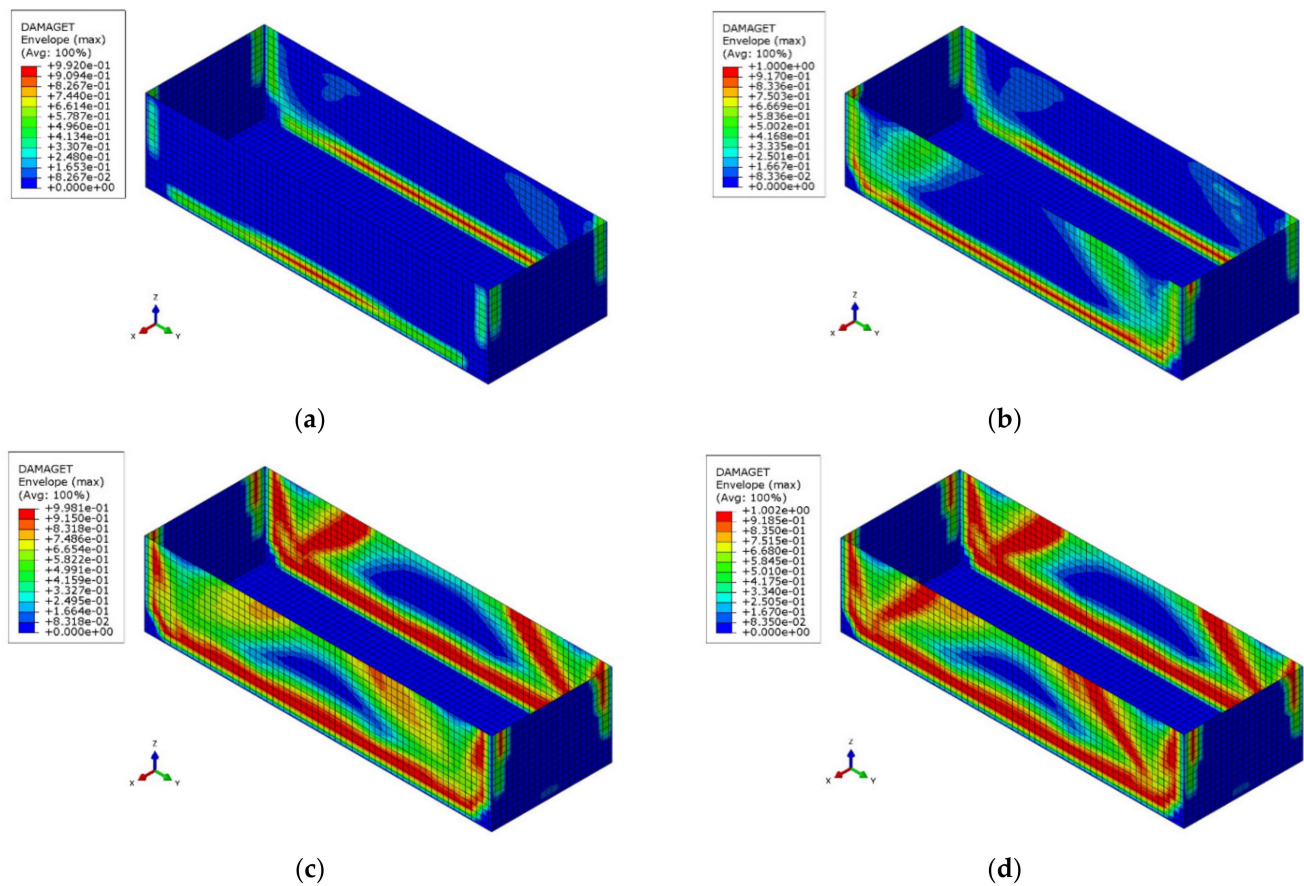 DAMAGET
Envelope (max)
(Avg: 100%)
+9.920e-01
+9.094e-01
+8.267e-01
+7.440e-01
+6.614e-01
+5.787e-01
+4.960e-01
+4.134e-01
+3.307e-01
+2.480e-01
+1.653e-01
+8.267e-02
+0.000e+00
Z
X
Y
(a)
DAMAGET
Envelope (max)
(Avg: 100%)
+1.000e+00
+9.170e-01
+8.336e-01
+7.503e-01
+6.669e-01
+5.836e-01
+5.002e-01
+4.168e-01
+3.335e-01
+2.501e-01
+1.667e-01
+8.336e-02
+0.000e+00
Z
X
Y
(b)
DAMAGET
Envelope (max)
(Avg: 100%)
+9.981e-01
+9.150e-01
+8.318e-01
+7.486e-01
+6.654e-01
+5.822e-01
+4.991e-01
+4.159e-01
+3.327e-01
+2.495e-01
+1.664e-01
+8.318e-02
+0.000e+00
Z
X
Y
(c)
DAMAGET
Envelope (max)
(Avg: 100%)
+1.002e+00
+9.185e-01
+8.350e-01
+7.515e-01
+6.680e-01
+5.845e-01
+5.010e-01
+4.175e-01
+3.340e-01
+2.505e-01
+1.670e-01
+8.350e-02
+0.000e+00
Z
X
Y
(d)